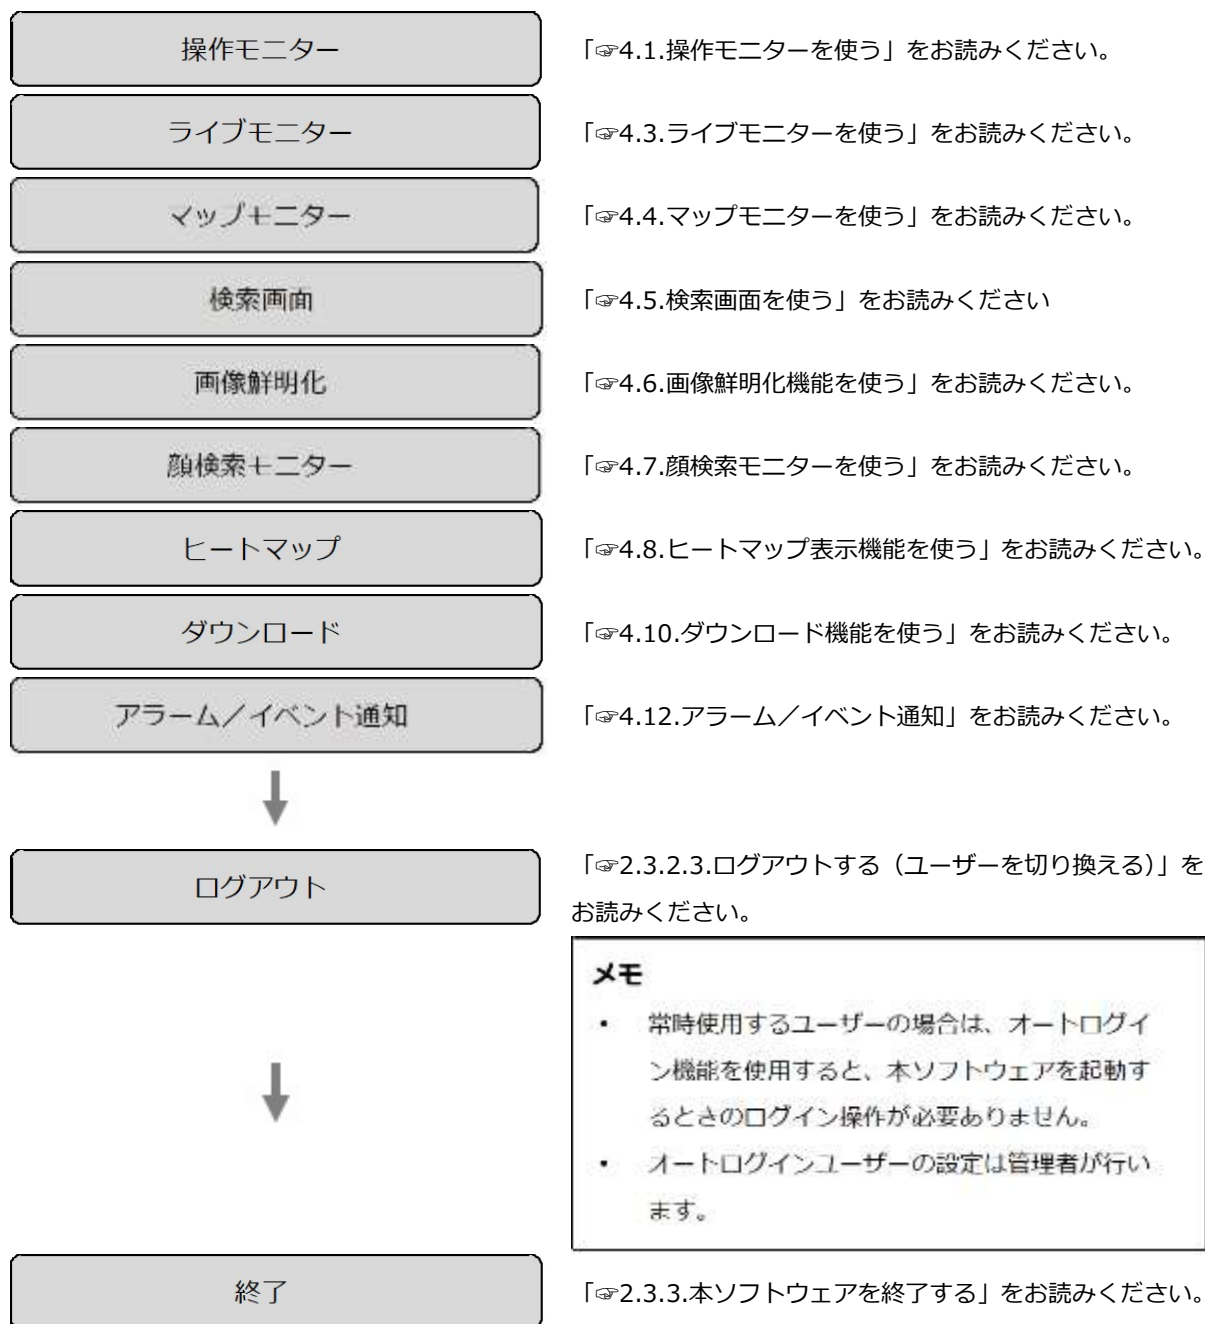 操作モニター
「☞4.1.操作モニターを使う」をお読みください。
ライブモニター
「☞4.3.ライブモニターを使う」をお読みください。
マップモニター
「☞4.4.マップモニターを使う」をお読みください。
検索画面
「☞4.5.検索画面を使う」をお読みください
画像鮮明化
「☞4.6.画像鮮明化機能を使う」をお読みください。
顔検索モニター
「☞4.7.顔検索モニターを使う」をお読みください。
ヒートマップ
「☞4.8.ヒートマップ表示機能を使う」をお読みください。
ダウンロード
「☞4.10.ダウンロード機能を使う」をお読みください。
アラーム／イベント通知
「☞4.12.アラーム／イベント通知」をお読みください。
ログアウト
「☞2.3.2.3.ログアウトする（ユーザーを切り換える）」を
お読みください。
メモ
• 常時使用するユーザーの場合は、オートログイ
ン機能を使用すると、本ソフトウェアを起動す
るときのログイン操作が必要ありません。
• オートログインユーザーの設定は管理者が行い
ます。
終了
「☞2.3.3.本ソフトウェアを終了する」をお読みください。